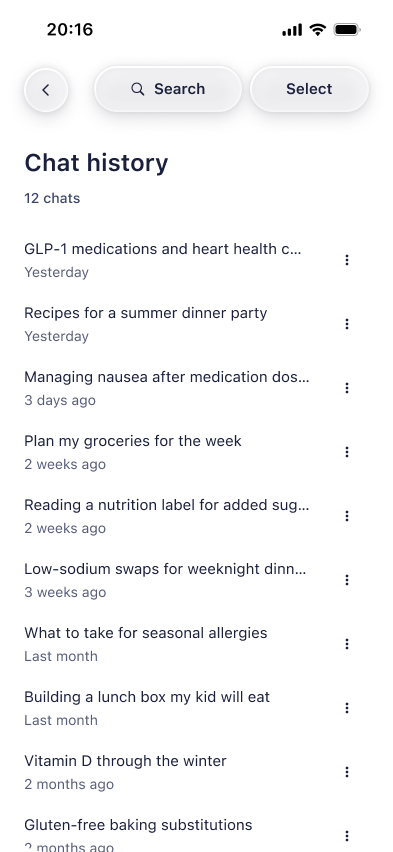 20:16
Search
Select
Chat history
12 chats
GLP-1 medications and heart health c...
Yesterday
Recipes for a summer dinner party
Yesterday
Managing nausea after medication dos...
3 days ago
Plan my groceries for the week
2 weeks ago
Reading a nutrition label for added sug...
2 weeks ago
Low-sodium swaps for weeknight dinn...
3 weeks ago
What to take for seasonal allergies
Last month
Building a lunch box my kid will eat
Last month
Vitamin D through the winter
2 months ago
Gluten-free baking substitutions
2 months ago